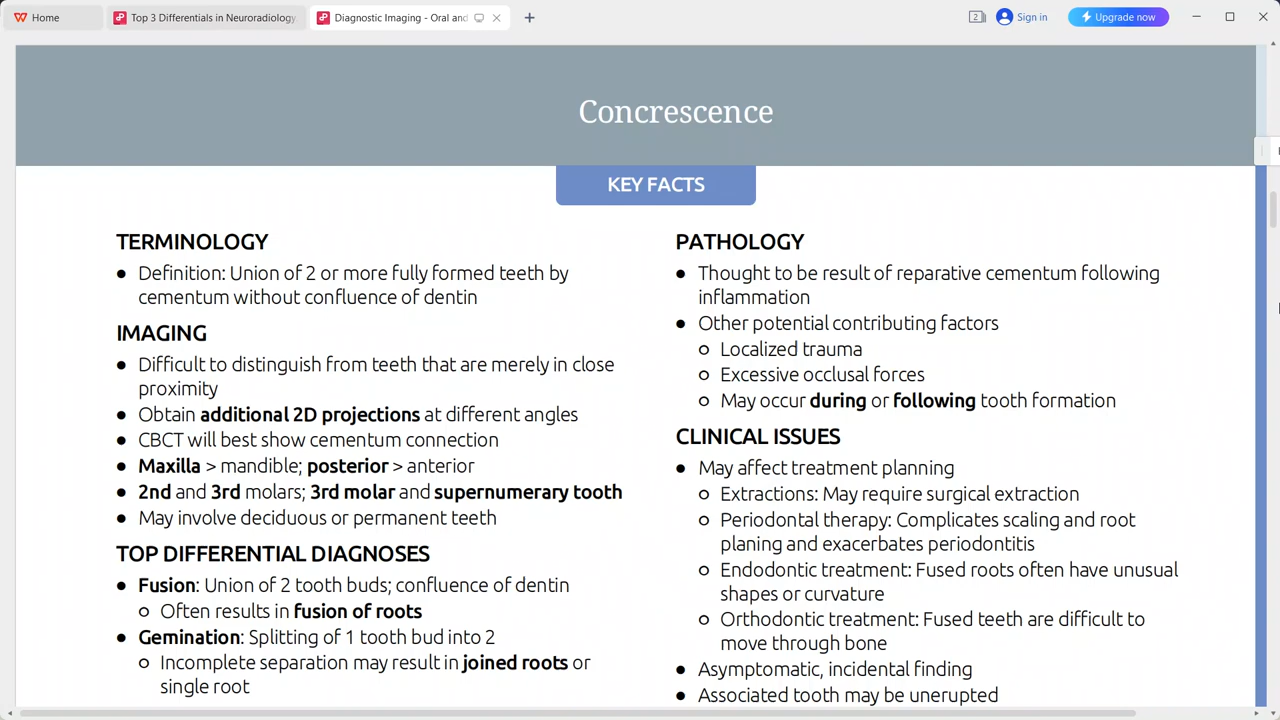 Home
Top 3 Differentials in Neuroradiology.
Diagnostic Imaging - Oral and
2
Sign in
Upgrade now
Concrescence
KEY FACTS
TERMINOLOGY
● Definition: Union of 2 or more fully formed teeth by
cementum without confluence of dentin
IMAGING
● Difficult to distinguish from teeth that are merely in close
proximity
● Obtain additional 2D projections at different angles
● CBCT will best show cementum connection
● Maxilla > mandible; posterior > anterior
● 2nd and 3rd molars; 3rd molar and supernumerary tooth
● May involve deciduous or permanent teeth
TOP DIFFERENTIAL DIAGNOSES
● Fusion: Union of 2 tooth buds; confluence of dentin
○ Often results in fusion of roots
● Gemination: Splitting of 1 tooth bud into 2
○ Incomplete separation may result in joined roots or
single root
PATHOLOGY
● Thought to be result of reparative cementum following
inflammation
● Other potential contributing factors
○ Localized trauma
○ Excessive occlusal forces
○ May occur during or following tooth formation
CLINICAL ISSUES
● May affect treatment planning
○ Extractions: May require surgical extraction
○ Periodontal therapy: Complicates scaling and root
planing and exacerbates periodontitis
○ Endodontic treatment: Fused roots often have unusual
shapes or curvature
○ Orthodontic treatment: Fused teeth are difficult to
move through bone
● Asymptomatic, incidental finding
● Associated tooth may be unerupted